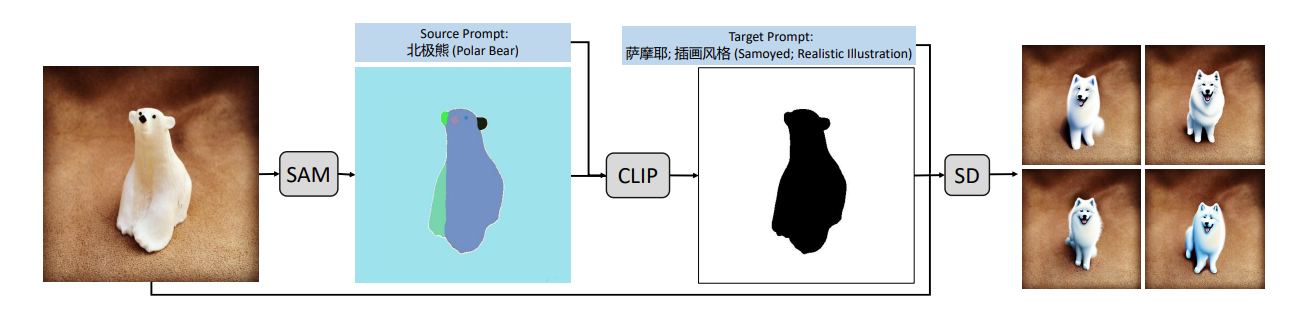 Source Prompt:
北极熊 (Polar Bear)
Target Prompt:
萨摩耶; 插画风格 (Samoyed; Realistic Illustration)
SAM
CLIP
SD